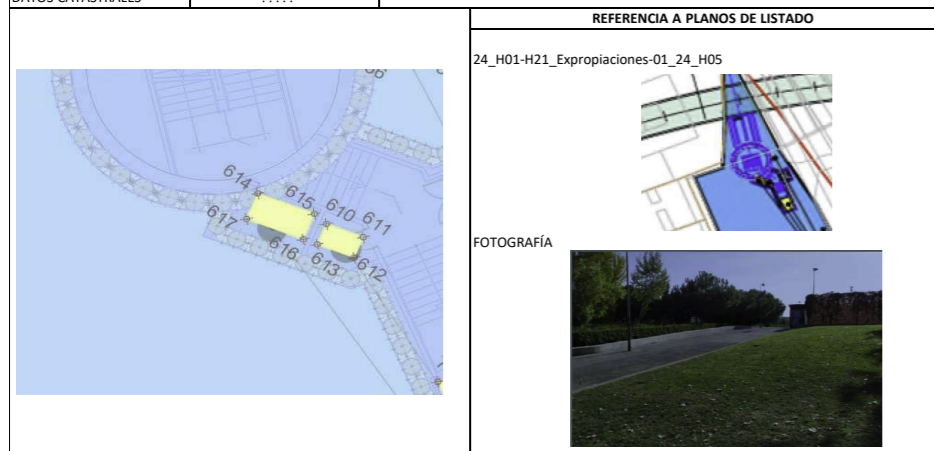 DATOS CATASTRALES
.....
REFERENCIA A PLANOS DE LISTADO
24_H01-H21_Expropiaciones-01_24_H05
614
615
610
611
617
616
613
612
FOTOGRAFÍA